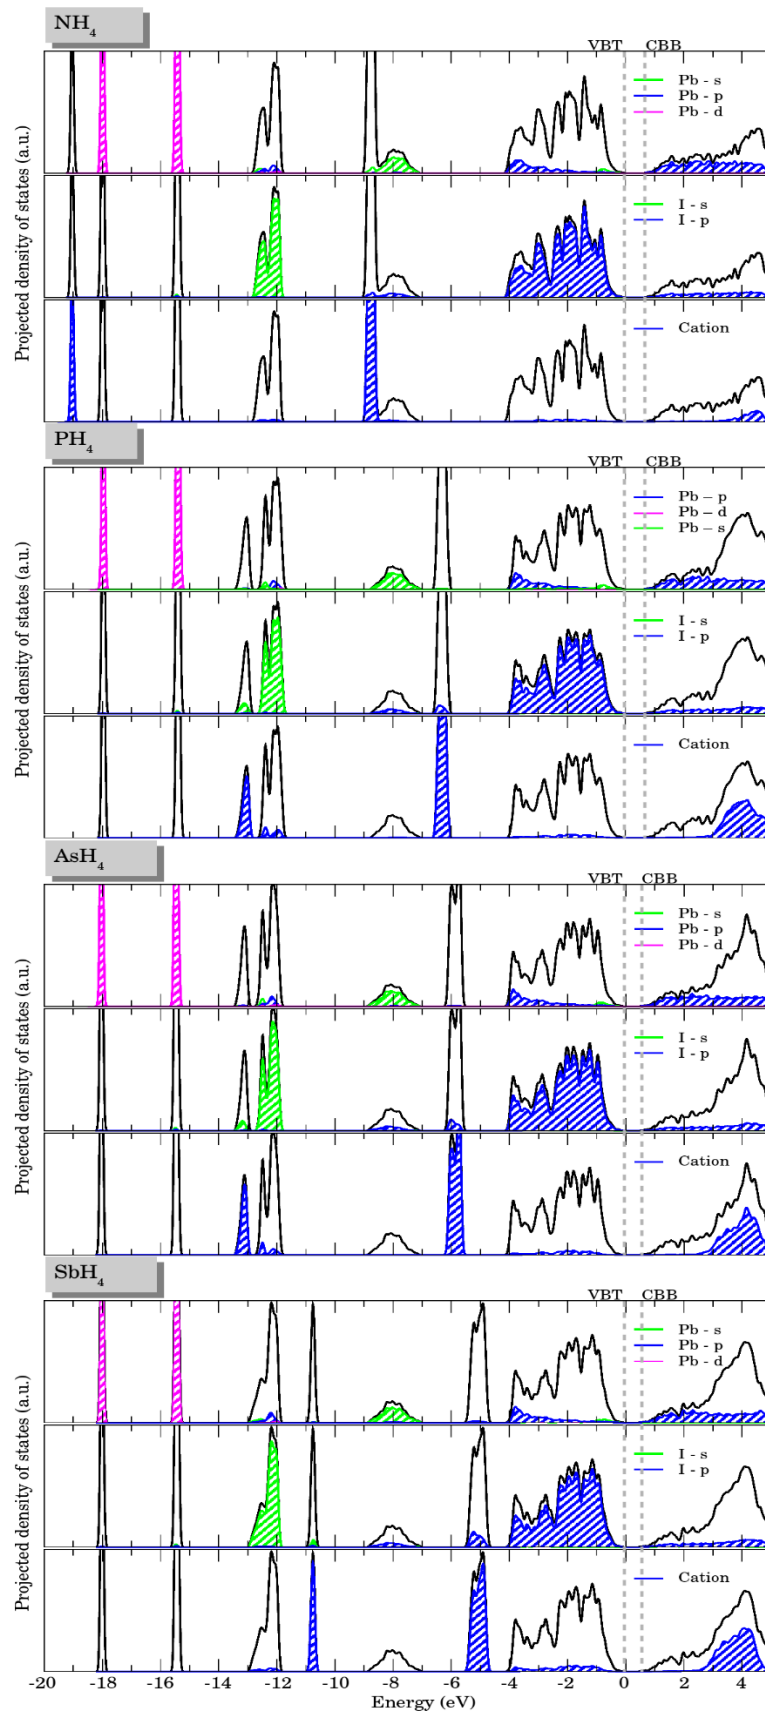 NH4
VBT CBB
Pb - s
Pb - p
Pb - d
I - s
I - p
Cation
Projected density of states (a.u.)
PH4
VBT CBB
Pb - p
Pb - d
Pb - s
I - s
I - p
Cation
Projected density of states (a.u.)
AsH4
VBT CBB
Pb - s
Pb - p
Pb - d
I - s
I - p
Cation
Projected density of states (a.u.)
SbH4
VBT CBB
Pb - s
Pb - p
Pb - d
I - s
I - p
Cation
Projected density of states (a.u.)
-20 -18 -16 -14 -12 -10 -8 -6 -4 -2 0 2 4
Energy (eV)